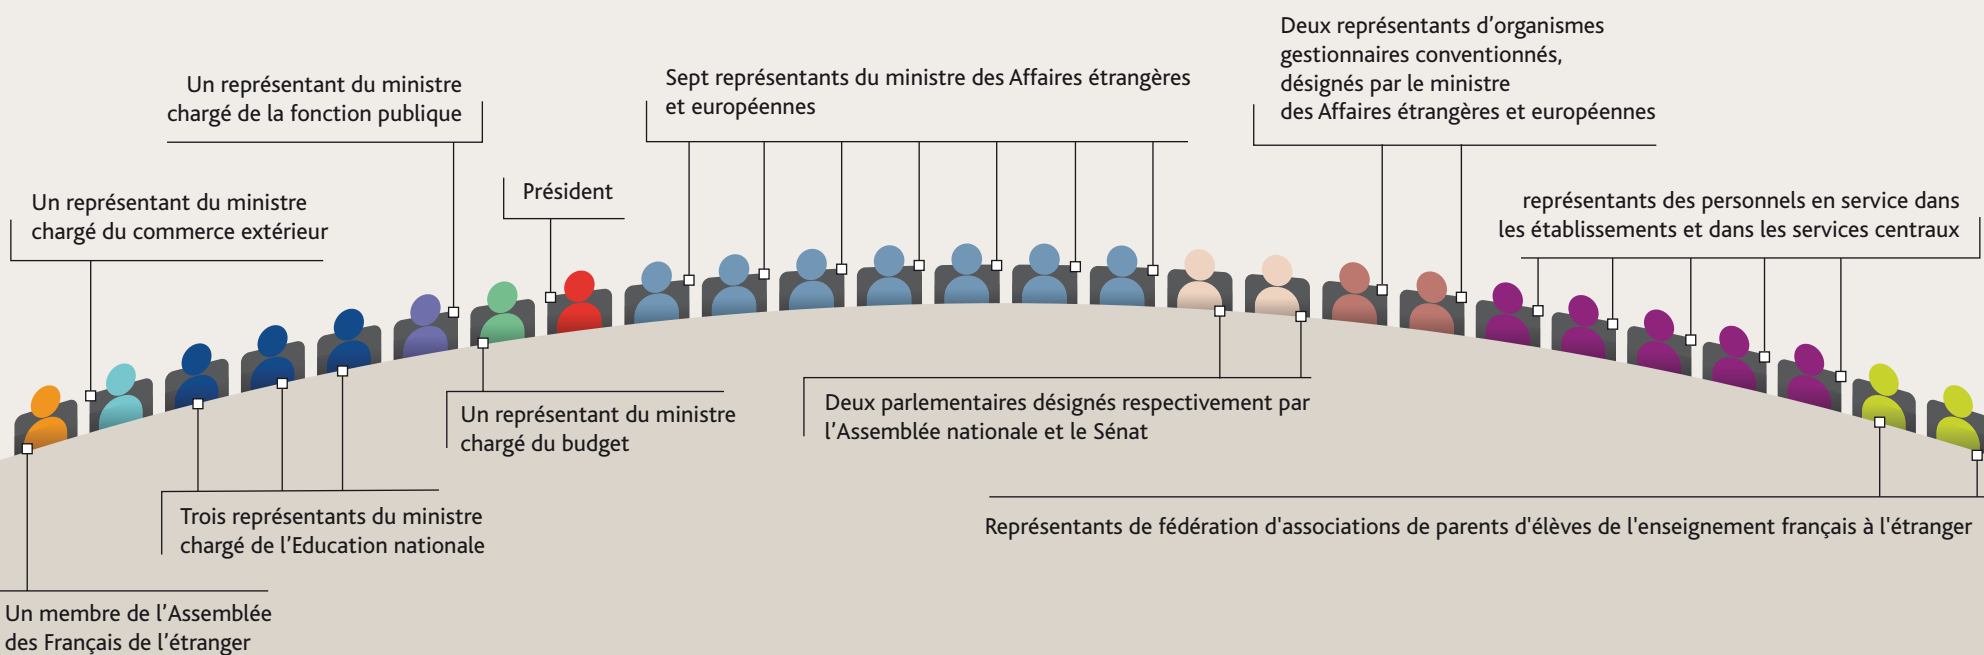 Un représentant du ministre
chargé du commerce extérieur
Un représentant du ministre
chargé de la fonction publique
Président
Sept représentants du ministre des Affaires étrangères
et européennes
Deux représentants d’organismes
gestionnaires conventionnés,
désignés par le ministre
des Affaires étrangères et européennes
représentants des personnels en service dans
les établissements et dans les services centraux
Un membre de l’Assemblée
des Français de l’étranger
Trois représentants du ministre
chargé de l’Education nationale
Un représentant du ministre
chargé du budget
Deux parlementaires désignés respectivement par
l’Assemblée nationale et le Sénat
Représentants de fédération d'associations de parents d'élèves de l'enseignement français à l'étranger